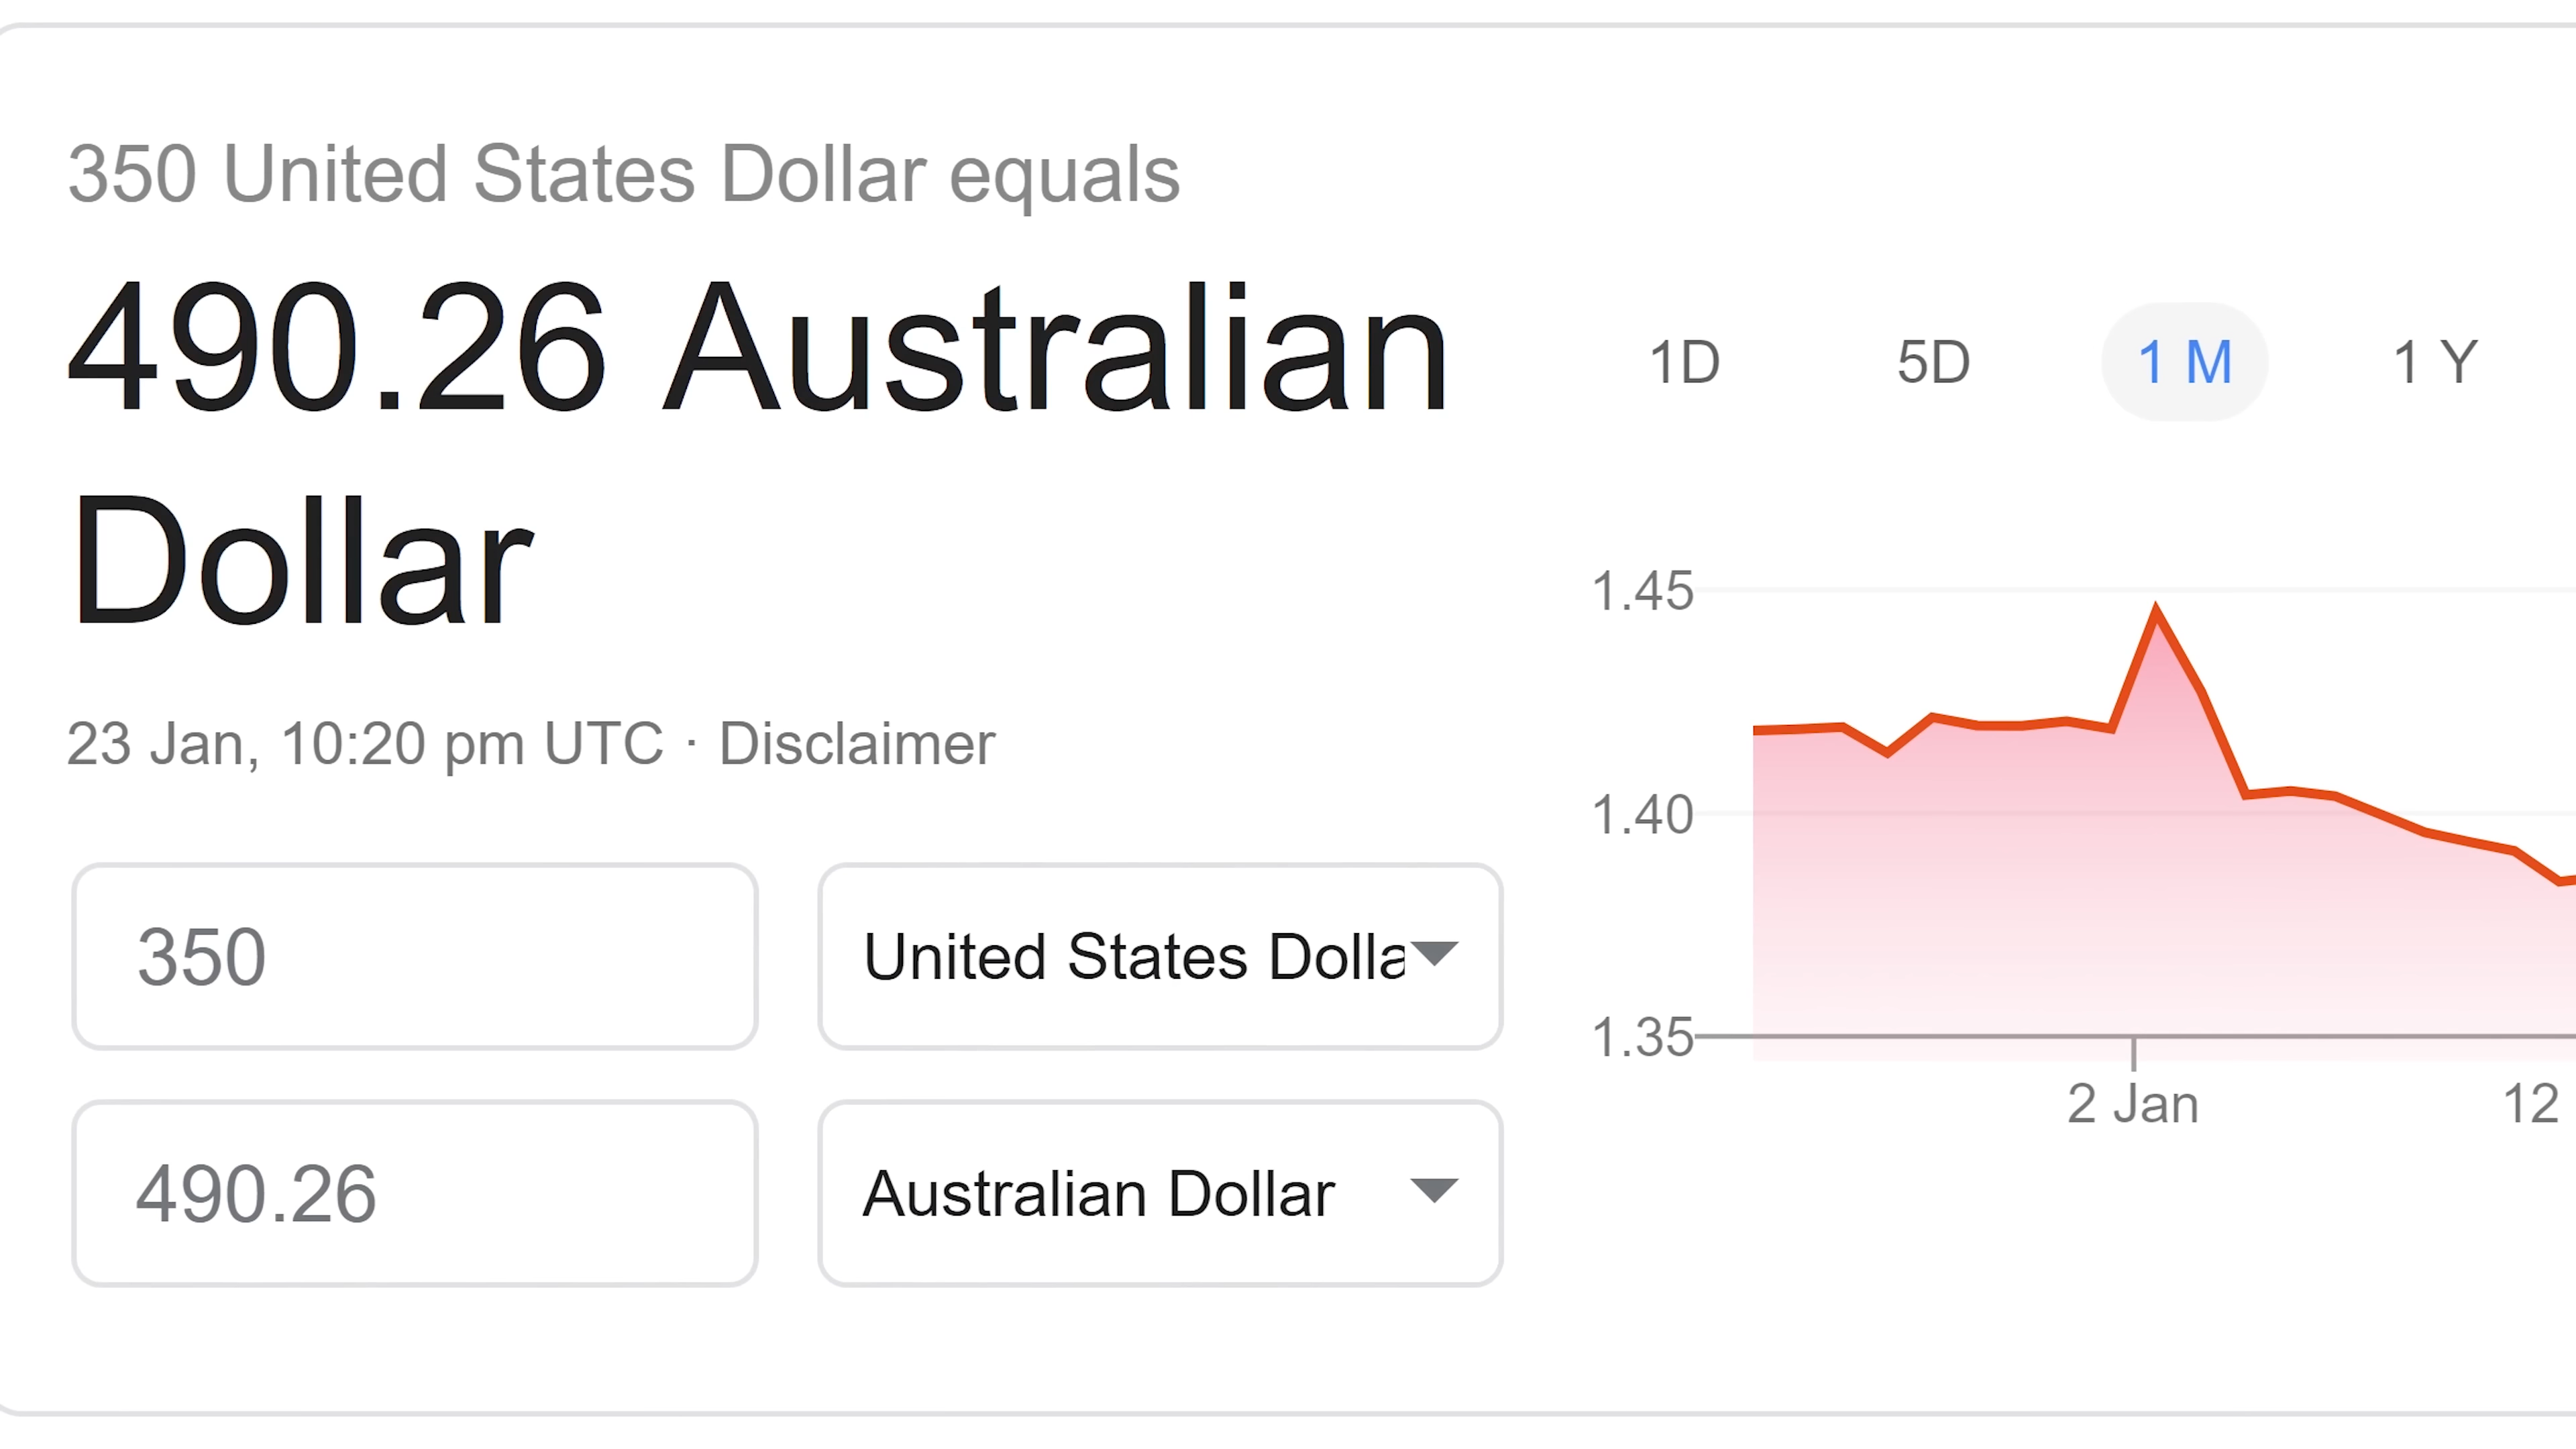 350 United States Dollar equals
490.26 Australian
Dollar
23 Jan, 10:20 pm UTC · Disclaimer
350
United States Dolla
490.26
Australian Dollar
1D 5D 1 M 1 Y
1.45
1.40
1.35
2 Jan 12